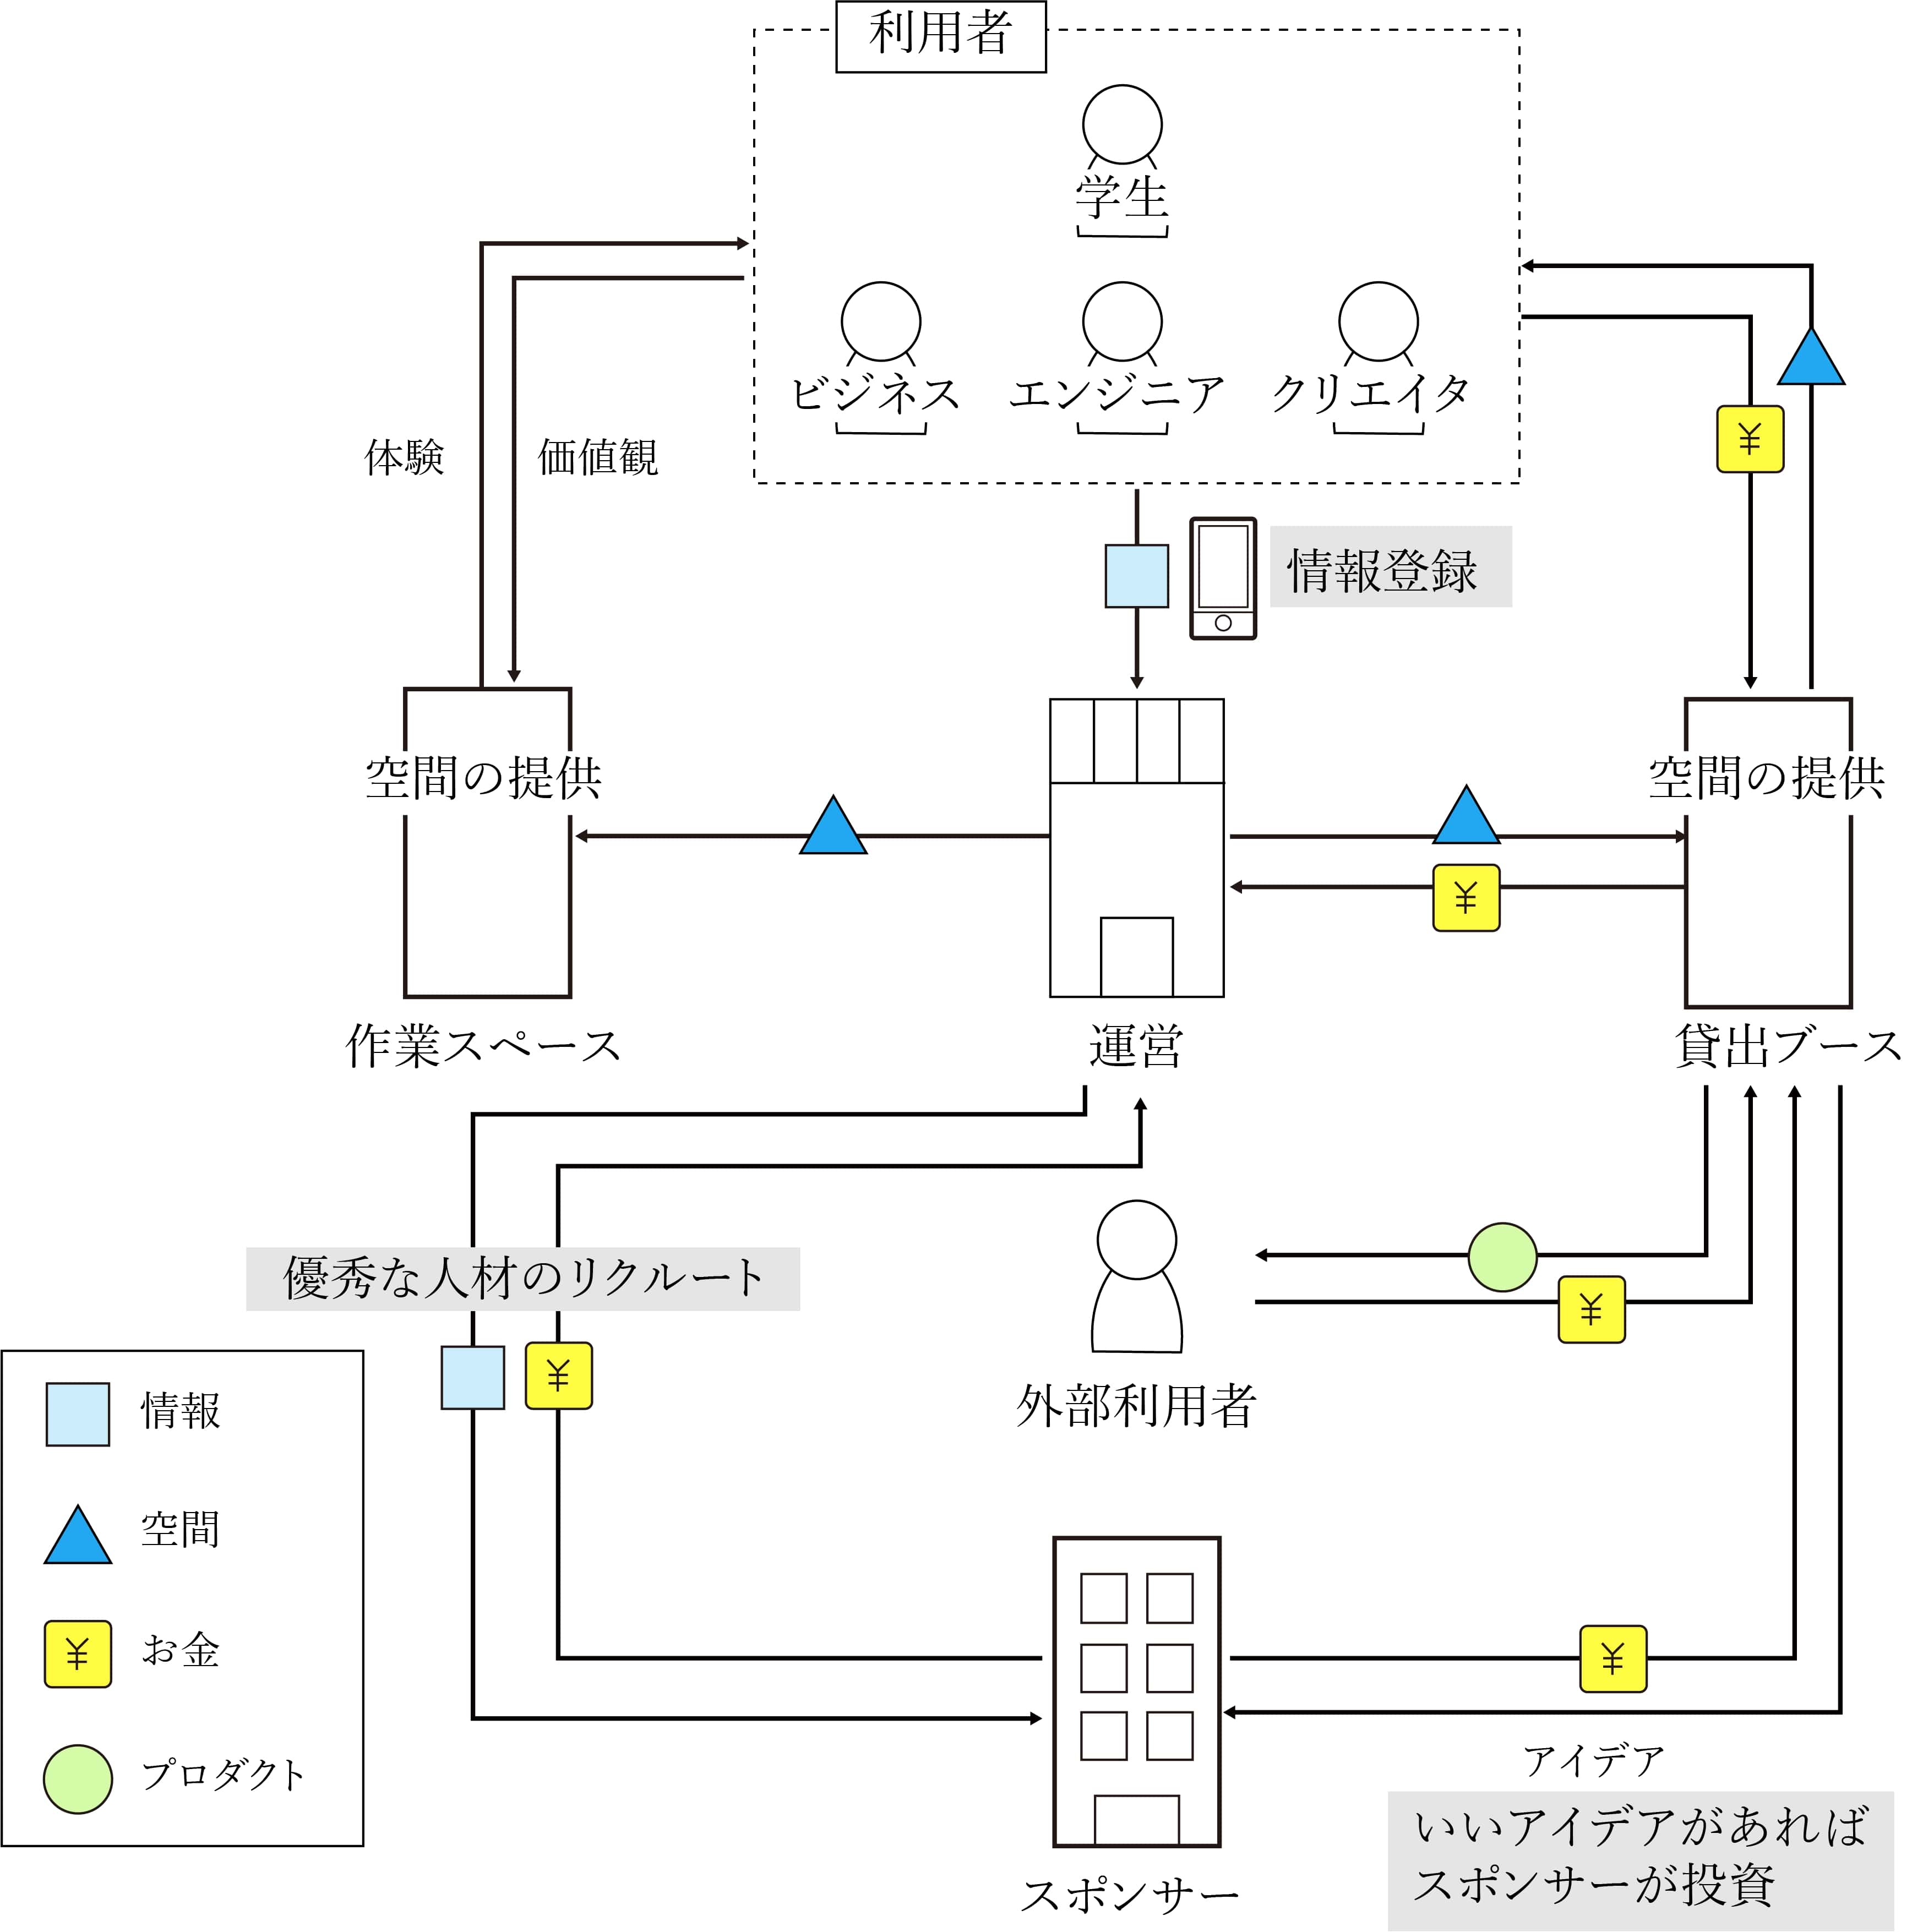 利用者
学生
ビジネス
エンジニア
クリエイタ
体験
価値観
¥
情報登録
空間の提供
空間の提供
¥
作業スペース
運営
貸出ブース
優秀な人材のリクルート
¥
¥
外部利用者
情報
空間
¥
お金
プロダクト
¥
アイデア
いいアイデアがあれば
スポンサーが投資
スポンサー